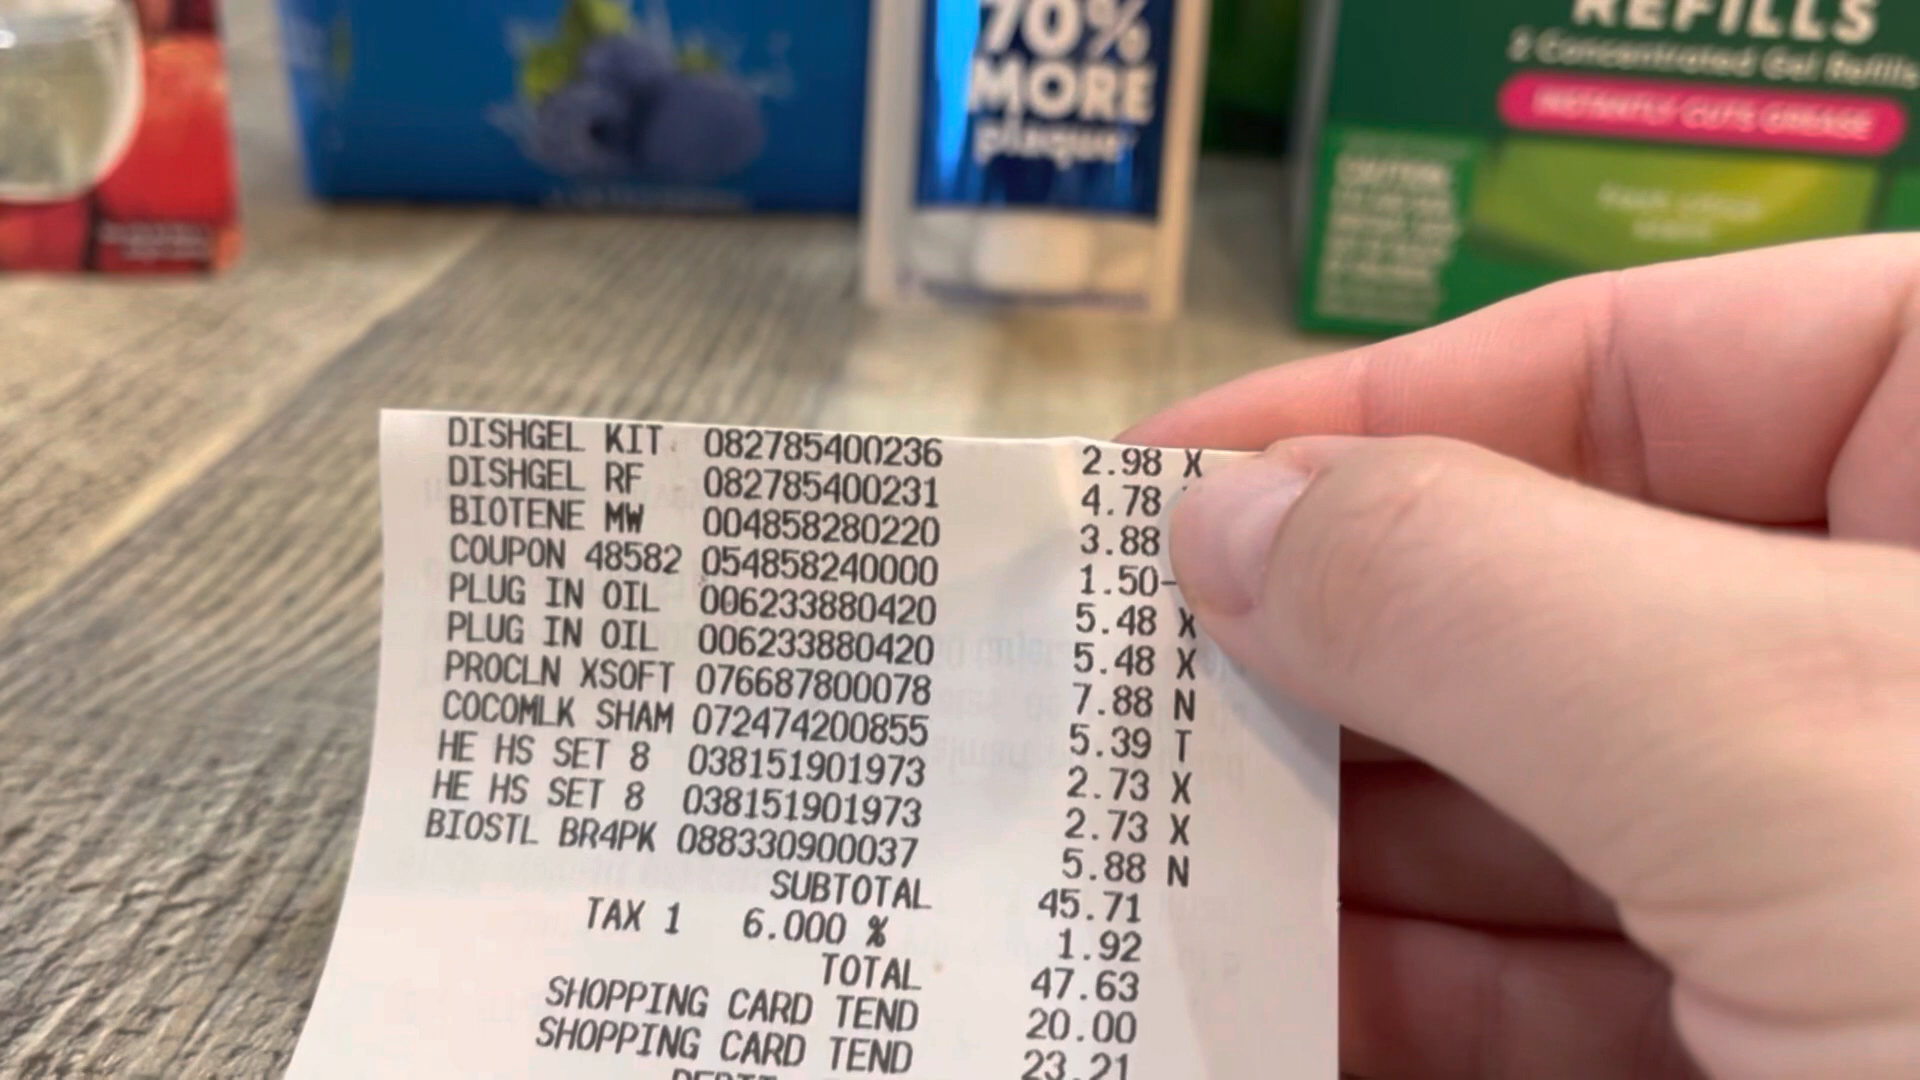 70%
MORE
plaque
REFILLS
2 Concentrated Gel Refills
INSTANTLY CUTS GREASE
CAUTION:
DISHGEL KIT 082785400236 2.98 X
DISHGEL RF 082785400231 4.78
BIOTENE MW 004858280220 3.88
COUPON 48582 054858240000 1.50-
PLUG IN OIL 006233880420 5.48 X
PLUG IN OIL 006233880420 5.48 X
PROCLN XSOFT 076687800078 7.88 N
COCOMLK SHAM 072474200855 5.39 T
HE HS SET 8 038151901973 2.73 X
HE HS SET 8 038151901973 2.73 X
BIOSTL BR4PK 088330900037 5.88 N
SUBTOTAL 45.71
TAX 1 6.000 % 1.92
TOTAL 47.63
SHOPPING CARD TEND 20.00
SHOPPING CARD TEND 23.21